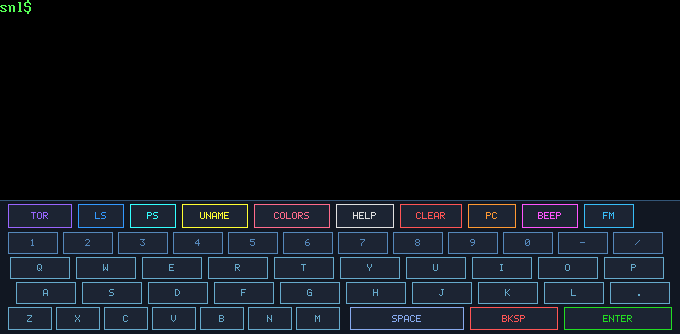 snl$
TOR LS PS UNAME COLORS HELP CLEAR PC BEEP FM
1 2 3 4 5 6 7 8 9 0 - /
Q W E R T Y U I O P
A S D F G H J K L .
Z X C V B N M SPACE BKSP ENTER